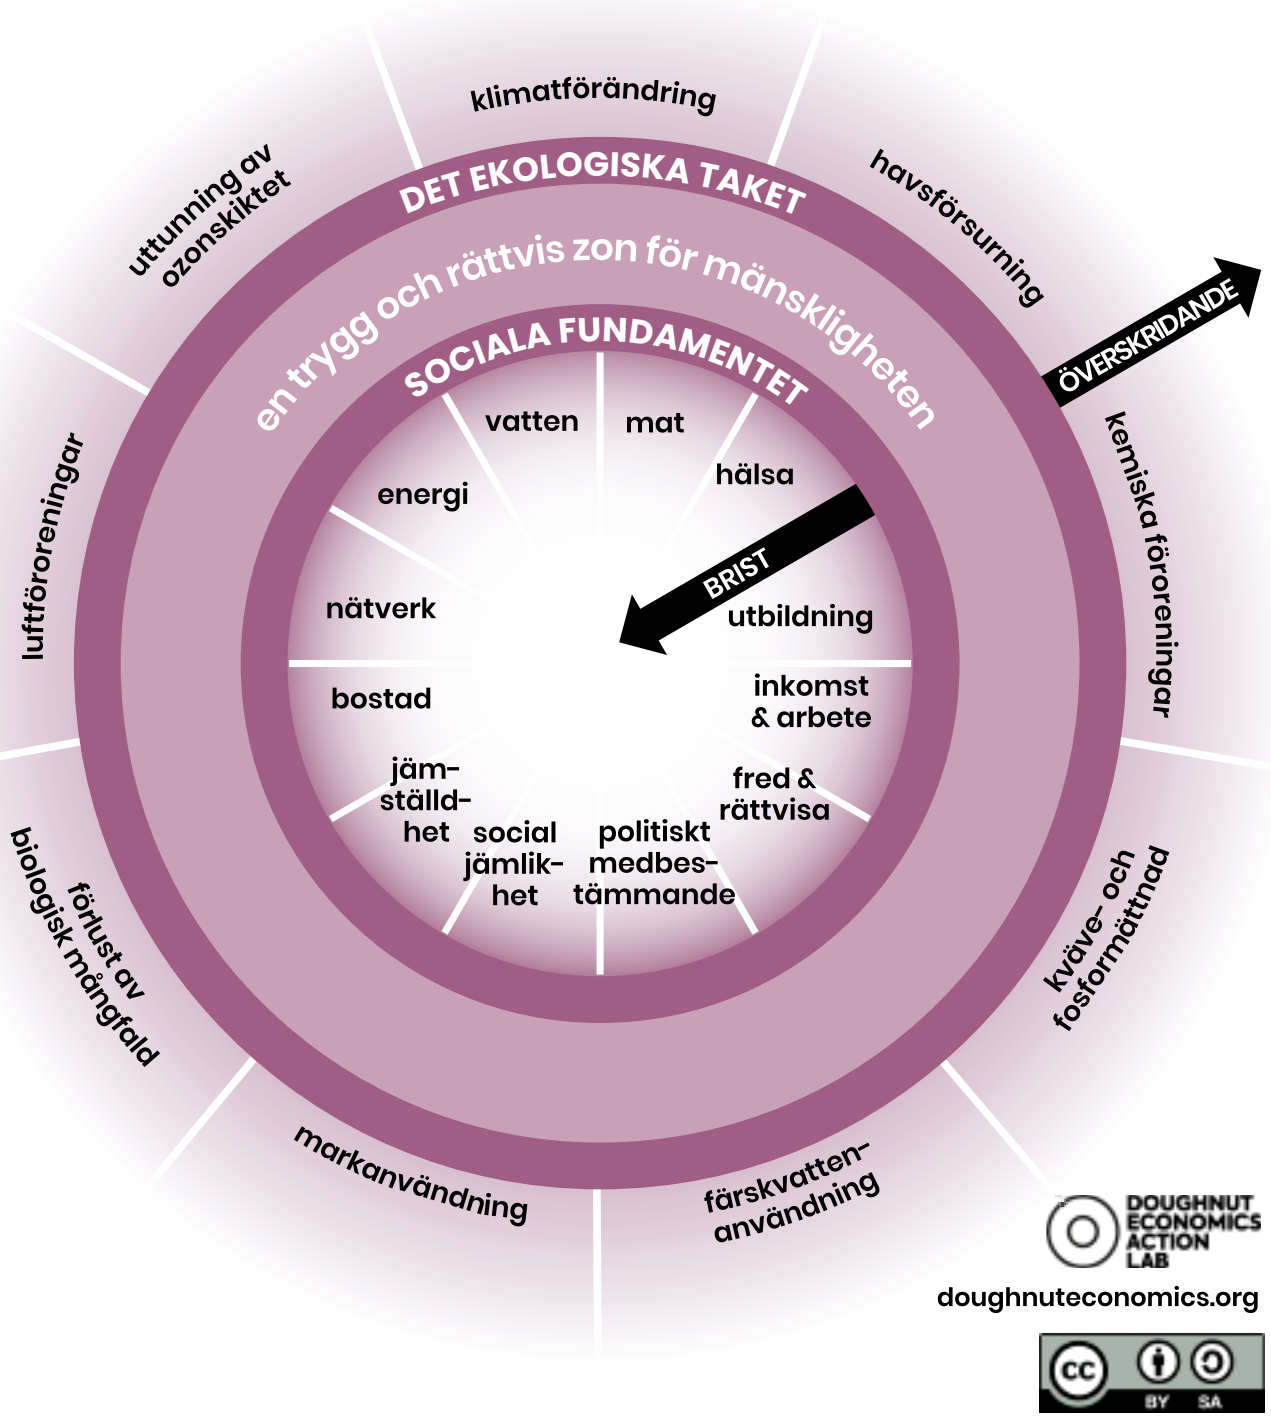 klimatförändring
havsförsurning
kemiska föroreningar
kväve- och
fosformättnad
färskvatten-
användning
markanvändning
förlust av
biologisk mångfald
luftföroreningar
uttunning av
ozonskiktet
DET EKOLOGISKA TAKET
en trygg och rättvis zon för mänskligheten
SOCIALA FUNDAMENTET
ÖVERSKRIDANDE
BRIST
vatten
mat
hälsa
utbildning
inkomst
& arbete
fred &
rättvisa
politiskt
medbes-
tämmande
social
jämlik-
het
jäm-
ställd-
het
bostad
nätverk
energi
DOUGHNUT
ECONOMICS
ACTION
LAB
doughnuteconomics.org
cc
BY SA